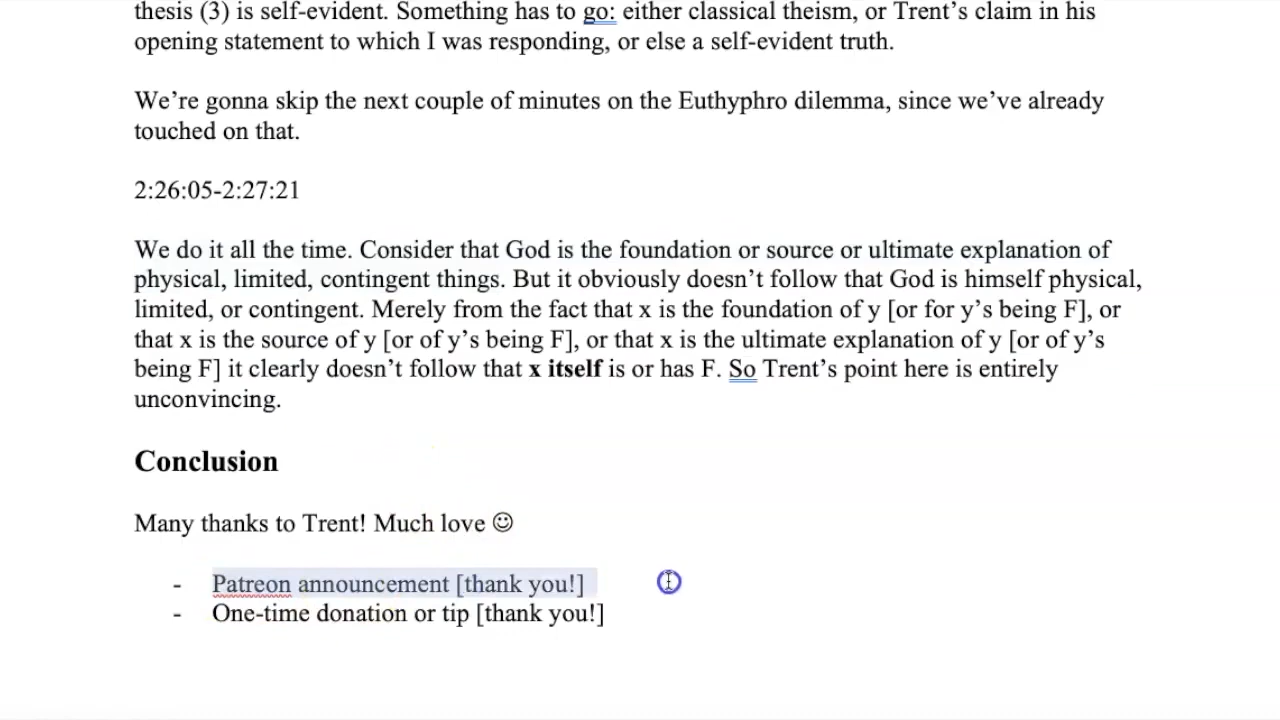 thesis (3) is self-evident. Something has to go: either classical theism, or Trent’s claim in his
opening statement to which I was responding, or else a self-evident truth.
We’re gonna skip the next couple of minutes on the Euthyphro dilemma, since we’ve already
touched on that.
2:26:05-2:27:21
We do it all the time. Consider that God is the foundation or source or ultimate explanation of
physical, limited, contingent things. But it obviously doesn’t follow that God is himself physical,
limited, or contingent. Merely from the fact that x is the foundation of y [or for y’s being F], or
that x is the source of y [or of y’s being F], or that x is the ultimate explanation of y [or of y’s
being F] it clearly doesn’t follow that x itself is or has F. So Trent’s point here is entirely
unconvincing.
Conclusion
Many thanks to Trent! Much love ☺
- Patreon announcement [thank you!]
- One-time donation or tip [thank you!]